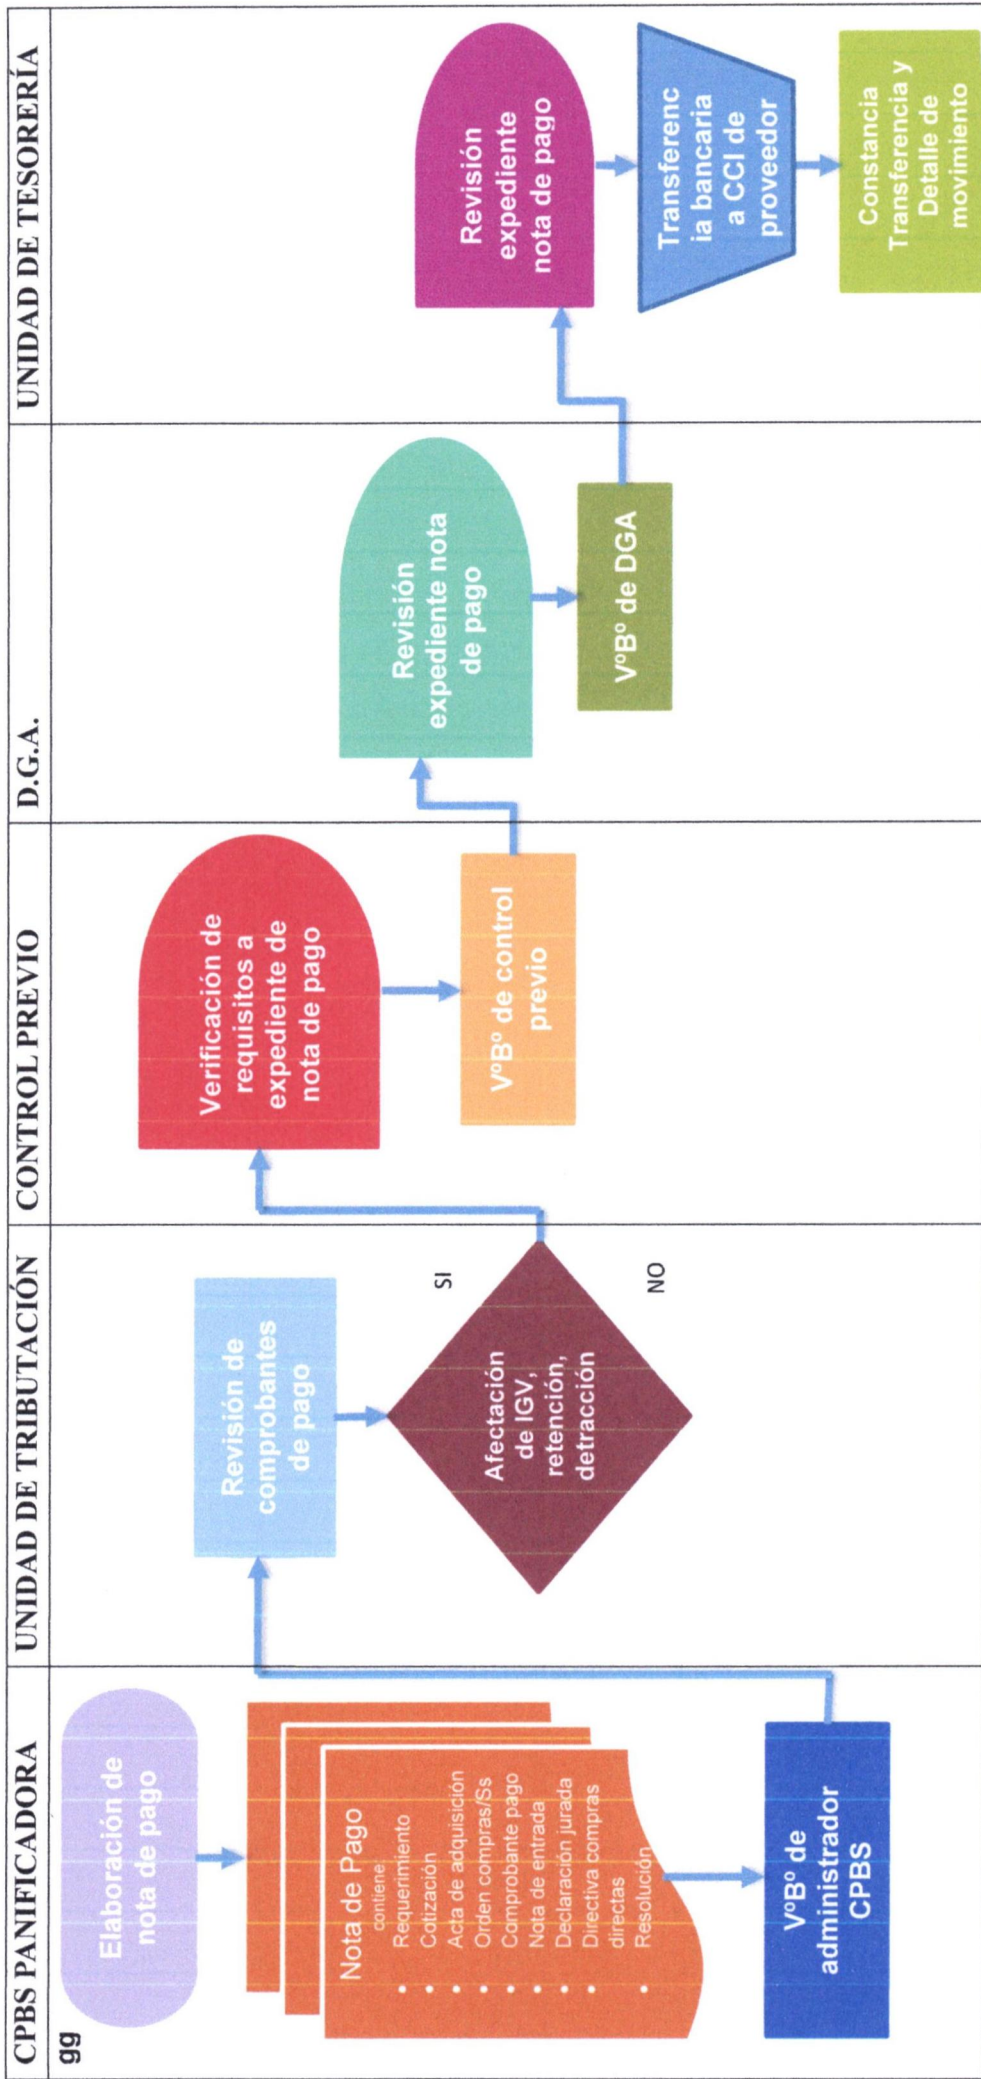 CPBS PANIFICADORA
UNIDAD DE TRIBUTACIÓN
CONTROL PREVIO
D.G.A.
UNIDAD DE TESORERÍA
gg
Elaboración de
nota de pago
Nota de Pago
contiene
• Requerimiento
• Cotización
• Acta de adquisición
• Orden compras/Ss
• Comprobante pago
• Nota de entrada
• Declaración jurada
• Directiva compras
directas
• Resolución
VºBº de
administrador
CPBS
Revisión de
comprobantes
de pago
Afectación
de IGV,
retención,
detracción
SI
NO
Verificación de
requisitos a
expediente de
nota de pago
VºBº de control
previo
Revisión
expediente nota
de pago
VºBº de DGA
Revisión
expediente
nota de pago
Transferenc
ia bancaria
a CCI de
proveedor
Constancia
Transferencia y
Detalle de
movimiento